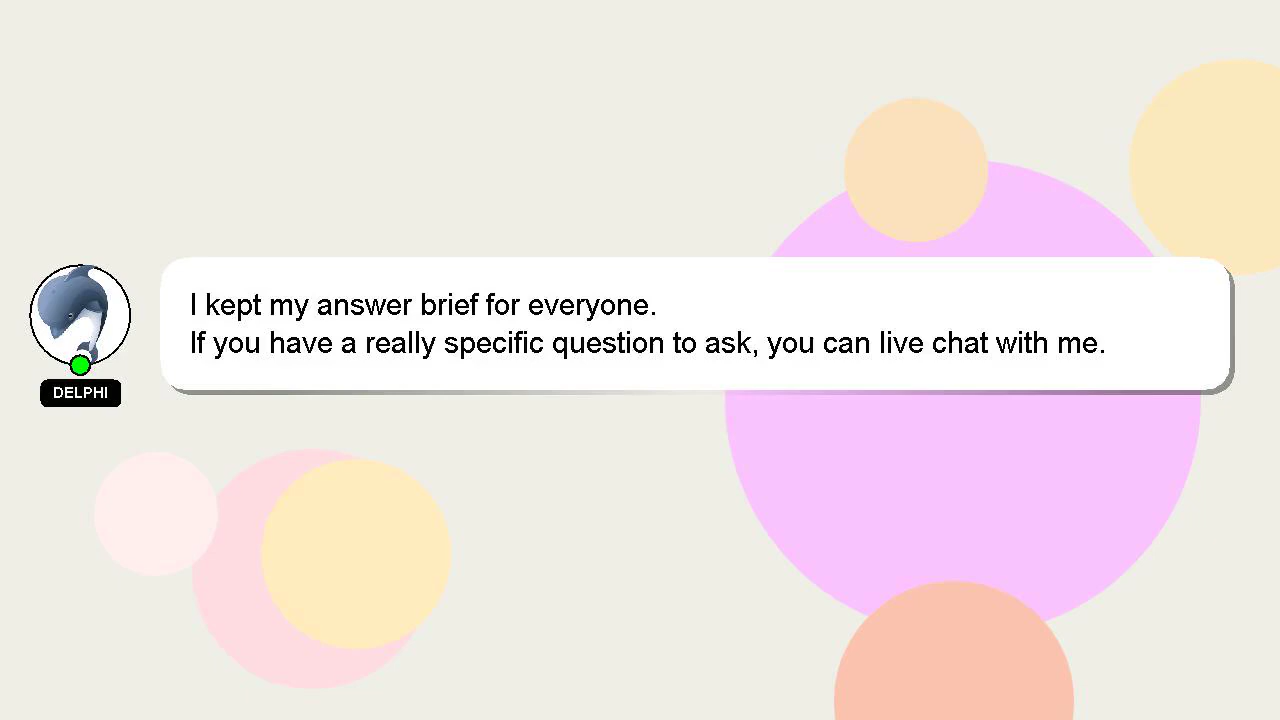 I kept my answer brief for everyone.
If you have a really specific question to ask, you can live chat with me.
DELPHI